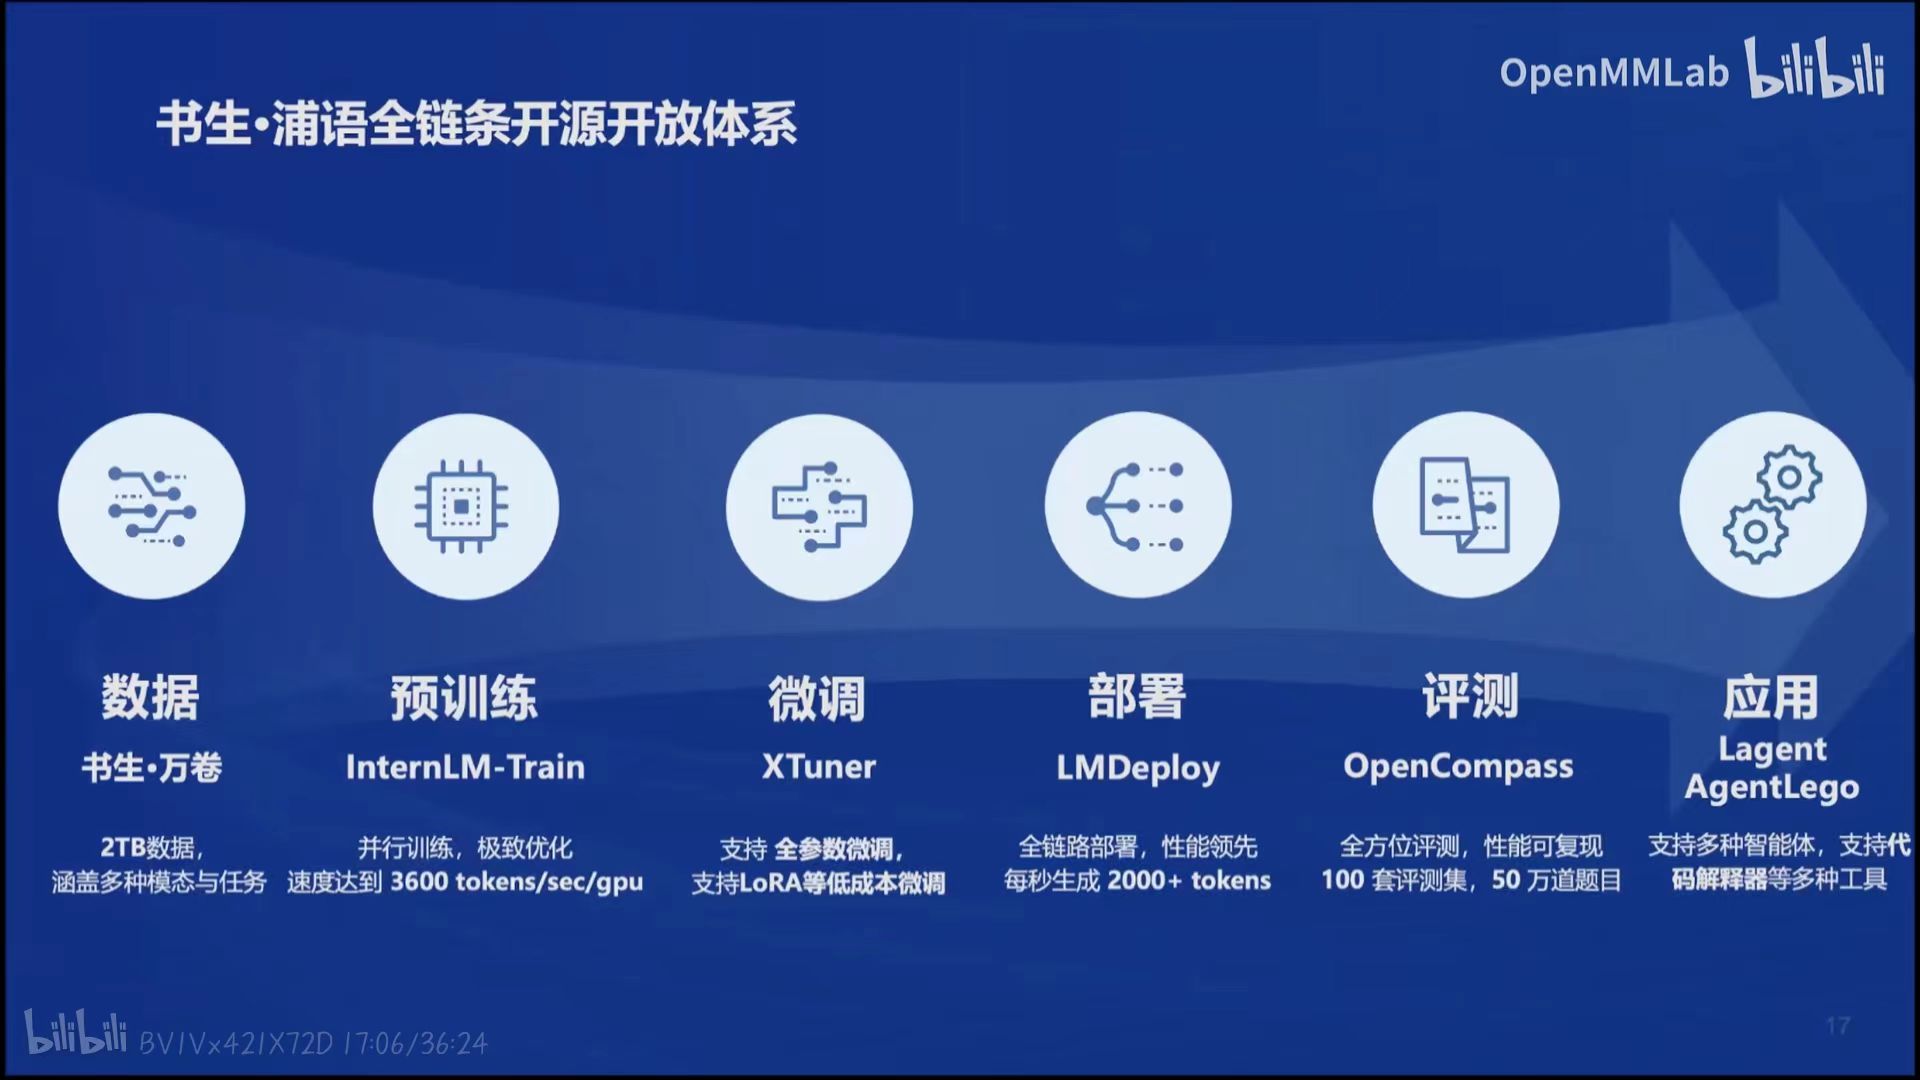 OpenMMLab bilibili
书生·浦语全链条开源开放体系
数据
书生·万卷
2TB数据，
涵盖多种模态与任务
预训练
InternLM-Train
并行训练，极致优化
速度达到 3600 tokens/sec/gpu
微调
XTuner
支持 全参数微调，
支持LoRA等低成本微调
部署
LMDeploy
全链路部署，性能领先
每秒生成 2000+ tokens
评测
OpenCompass
全方位评测，性能可复现
100 套评测集，50 万道题目
应用
Lagent
AgentLego
支持多种智能体，支持代
码解释器等多种工具
bilibili BV1Vx421X72D 17:06/36:24
17